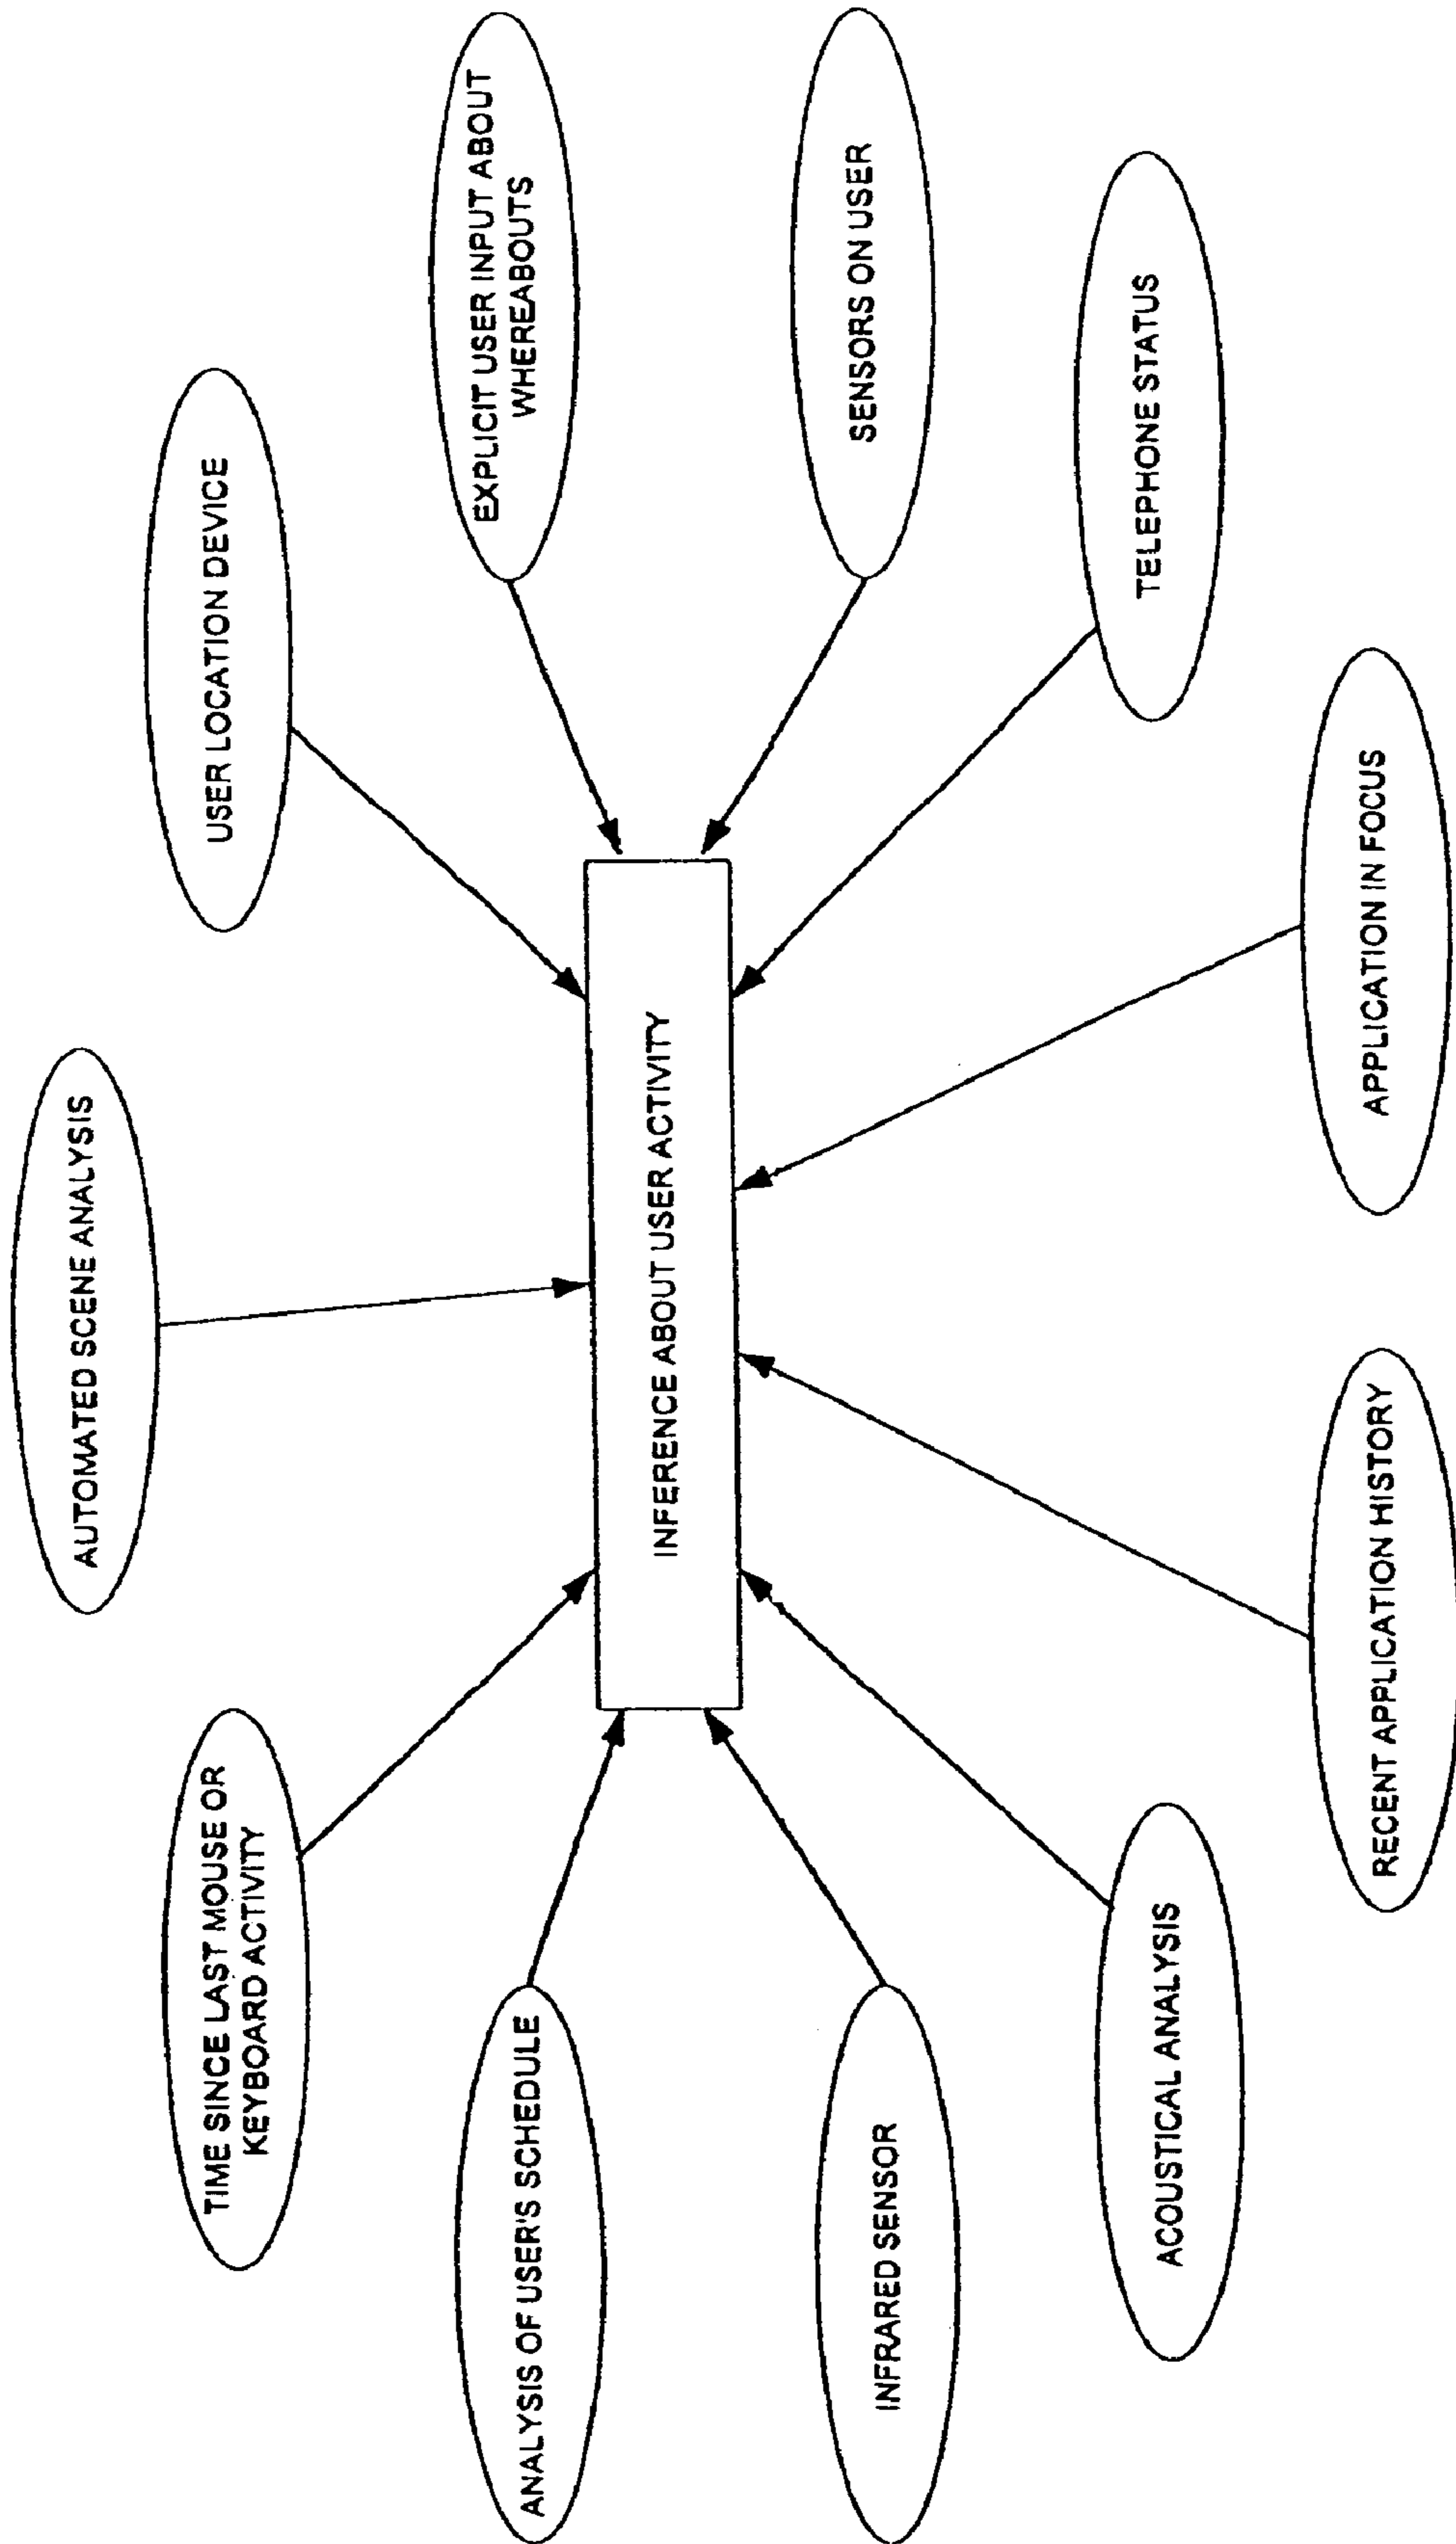 AUTOMATED SCENE ANALYSIS
TIME SINCE LAST MOUSE OR
KEYBOARD ACTIVITY
USER LOCATION DEVICE
ANALYSIS OF USER'S SCHEDULE
EXPLICIT USER INPUT ABOUT
WHEREABOUTS
INFERENCE ABOUT USER ACTIVITY
INFRARED SENSOR
SENSORS ON USER
ACOUSTICAL ANALYSIS
TELEPHONE STATUS
RECENT APPLICATION HISTORY
APPLICATION IN FOCUS